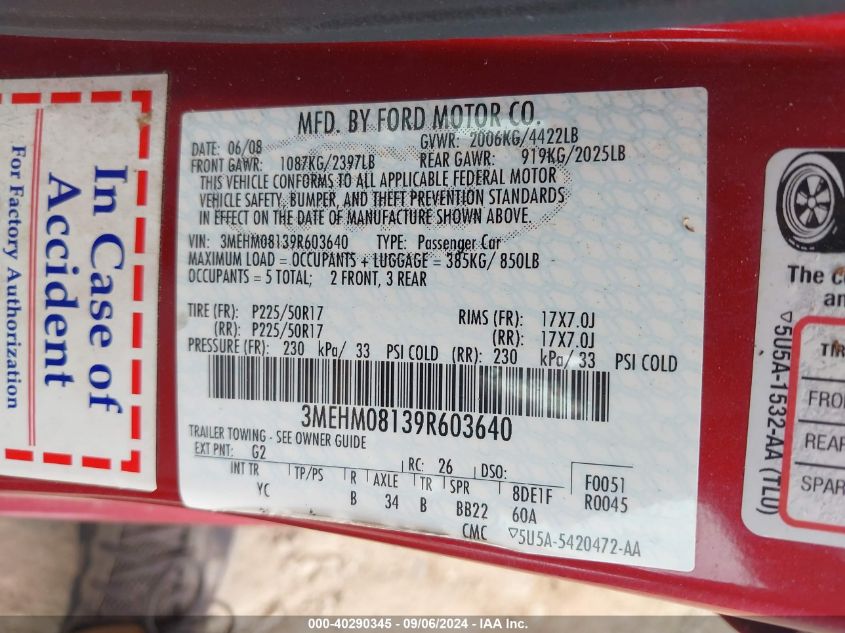 In Case of
Accident
For Factory Authorization
MFD. BY FORD MOTOR CO.
DATE: 06/08 GVWR: 2006KG/4422LB
FRONT GAWR: 1087KG/2397LB REAR GAWR: 919KG/2025LB
THIS VEHICLE CONFORMS TO ALL APPLICABLE FEDERAL MOTOR
VEHICLE SAFETY, BUMPER, AND THEFT PREVENTION STANDARDS
IN EFFECT ON THE DATE OF MANUFACTURE SHOWN ABOVE.
VIN: 3MEHM08139R603640 TYPE: Passenger Car
MAXIMUM LOAD = OCCUPANTS + LUGGAGE = 385KG/ 850LB
OCCUPANTS = 5 TOTAL; 2 FRONT, 3 REAR
TIRE (FR): P225/50R17 RIMS (FR): 17X7.0J
(RR): P225/50R17 (RR): 17X7.0J
PRESSURE (FR): 230 kPa/ 33 PSI COLD (RR): 230 kPa/ 33 PSI COLD
3MEHM08139R603640
TRAILER TOWING - SEE OWNER GUIDE
EXT PNT: G2 RC: 26 DSO: F0051
INT TR TP/PS R AXLE TR SPR 8DE1F R0045
YC B 34 B BB22 60A
CMC ▽5U5A-5420472-AA
The
▽5U5A-1532-AA (TLU)
REAR
000-40290345 - 09/06/2024 - IAA Inc.